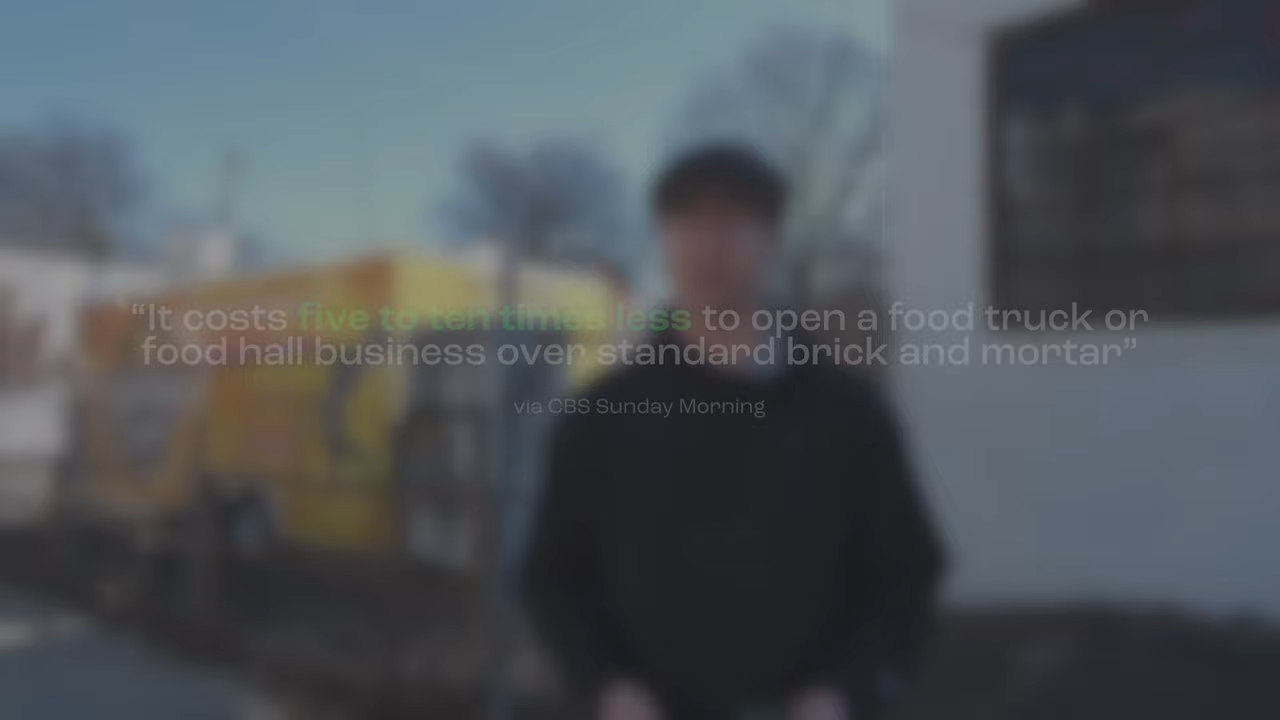 “It costs five to ten times less to open a food truck or
food hall business over standard brick and mortar”
via CBS Sunday Morning